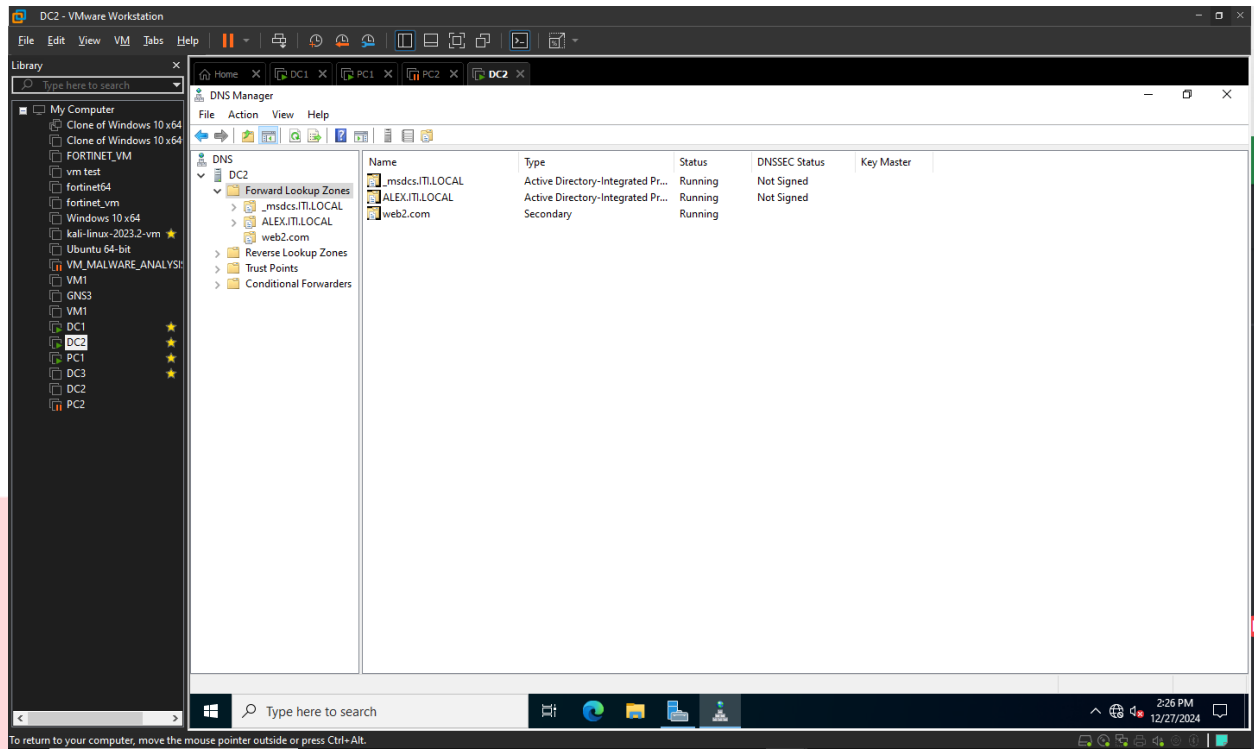 DC2 - VMware Workstation
File Edit View VM Tabs Help
Library
Type here to search
My Computer
Clone of Windows 10 x64
Clone of Windows 10 x64
FORTINET_VM
vm test
fortinet64
fortinet_vm
Windows 10 x64
kali-linux-2023.2-vm
Ubuntu 64-bit
VM_MALWARE_ANALYSI
VM1
GNS3
VM1
DC1
DC2
PC1
DC3
DC2
PC2
Home DC1 PC1 PC2 DC2
DNS Manager
File Action View Help
DNS
DC2
Forward Lookup Zones
_msdcs.ITI.LOCAL
ALEX.ITI.LOCAL
web2.com
Reverse Lookup Zones
Trust Points
Conditional Forwarders
Name Type Status DNSSEC Status Key Master
_msdcs.ITI.LOCAL Active Directory-Integrated Pr... Running Not Signed
ALEX.ITI.LOCAL Active Directory-Integrated Pr... Running Not Signed
web2.com Secondary Running
Type here to search
2:26 PM
12/27/2024
To return to your computer, move the mouse pointer outside or press Ctrl+Alt.